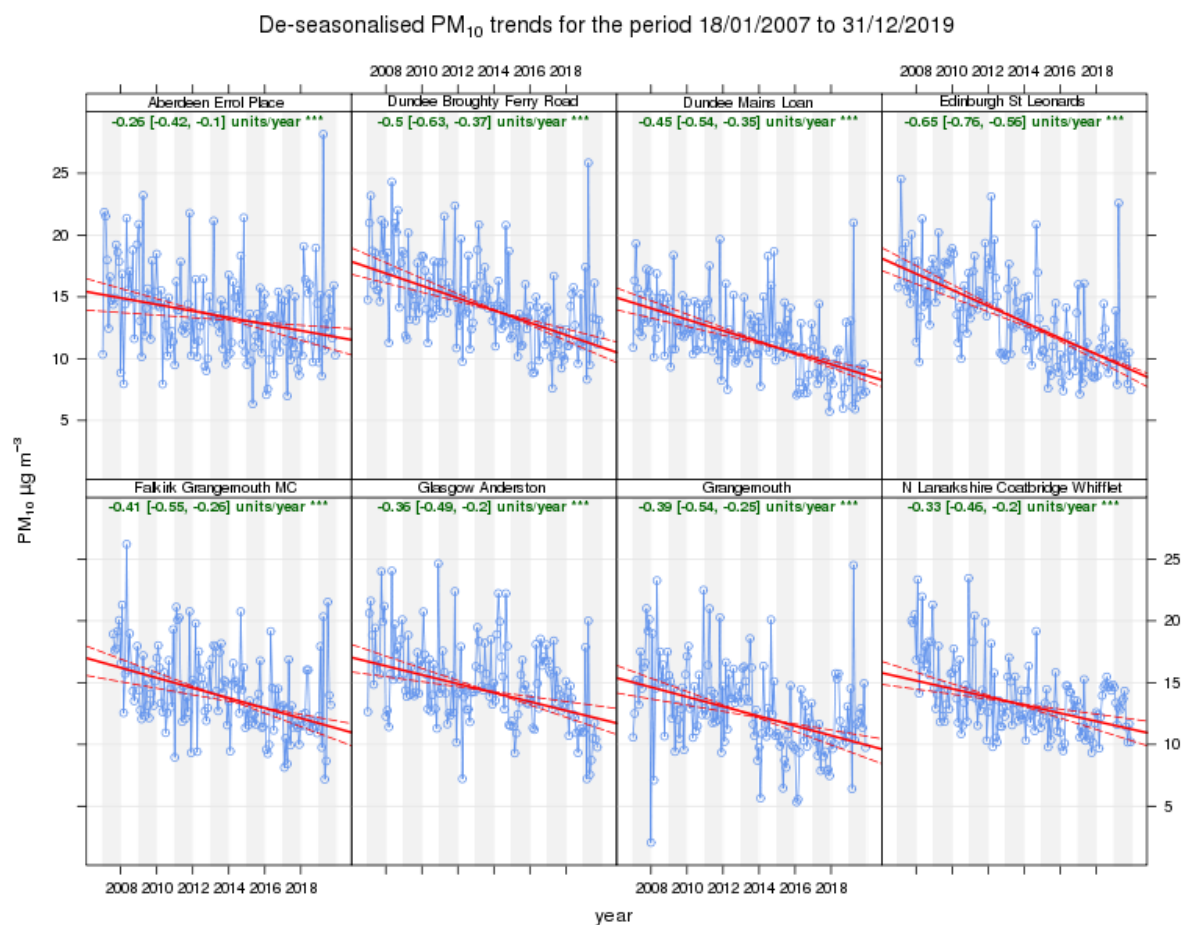 De-seasonalised PM₁₀ trends for the period 18/01/2007 to 31/12/2019
2008 2010 2012 2014 2016 2018
2008 2010 2012 2014 2016 2018
Aberdeen Errol Place
Dundee Broughty Ferry Road
Dundee Mains Loan
Edinburgh St Leonards
-0.26 [-0.42, -0.1] units/year ***
-0.5 [-0.63, -0.37] units/year ***
-0.45 [-0.54, -0.35] units/year ***
-0.65 [-0.76, -0.56] units/year ***
25
20
15
10
5
PM₁₀ µg m⁻³
Falkirk Grangemouth MC
Glasgow Anderston
Grangemouth
N Lanarkshire Coatbridge Whifflet
-0.41 [-0.55, -0.26] units/year ***
-0.36 [-0.49, -0.2] units/year ***
-0.39 [-0.54, -0.25] units/year ***
-0.33 [-0.46, -0.2] units/year ***
25
20
15
10
5
2008 2010 2012 2014 2016 2018
2008 2010 2012 2014 2016 2018
year